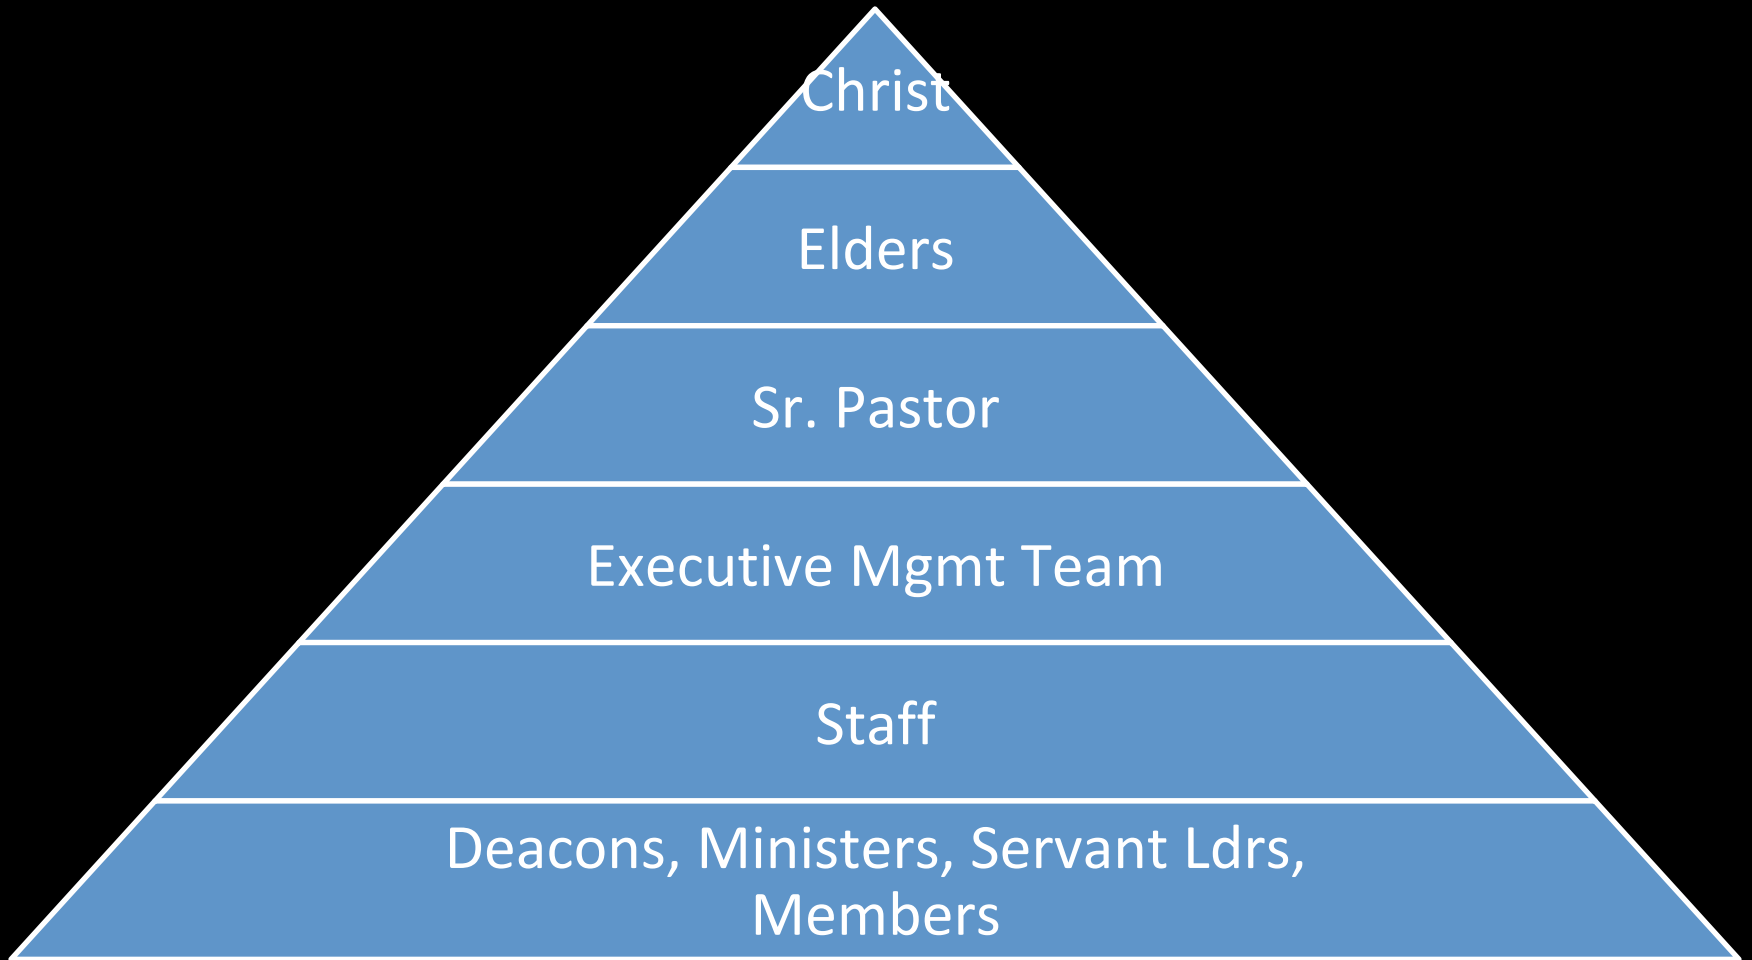 Christ
Elders
Sr. Pastor
Executive Mgmt Team
Staff
Deacons, Ministers, Servant Ldrs,
Members